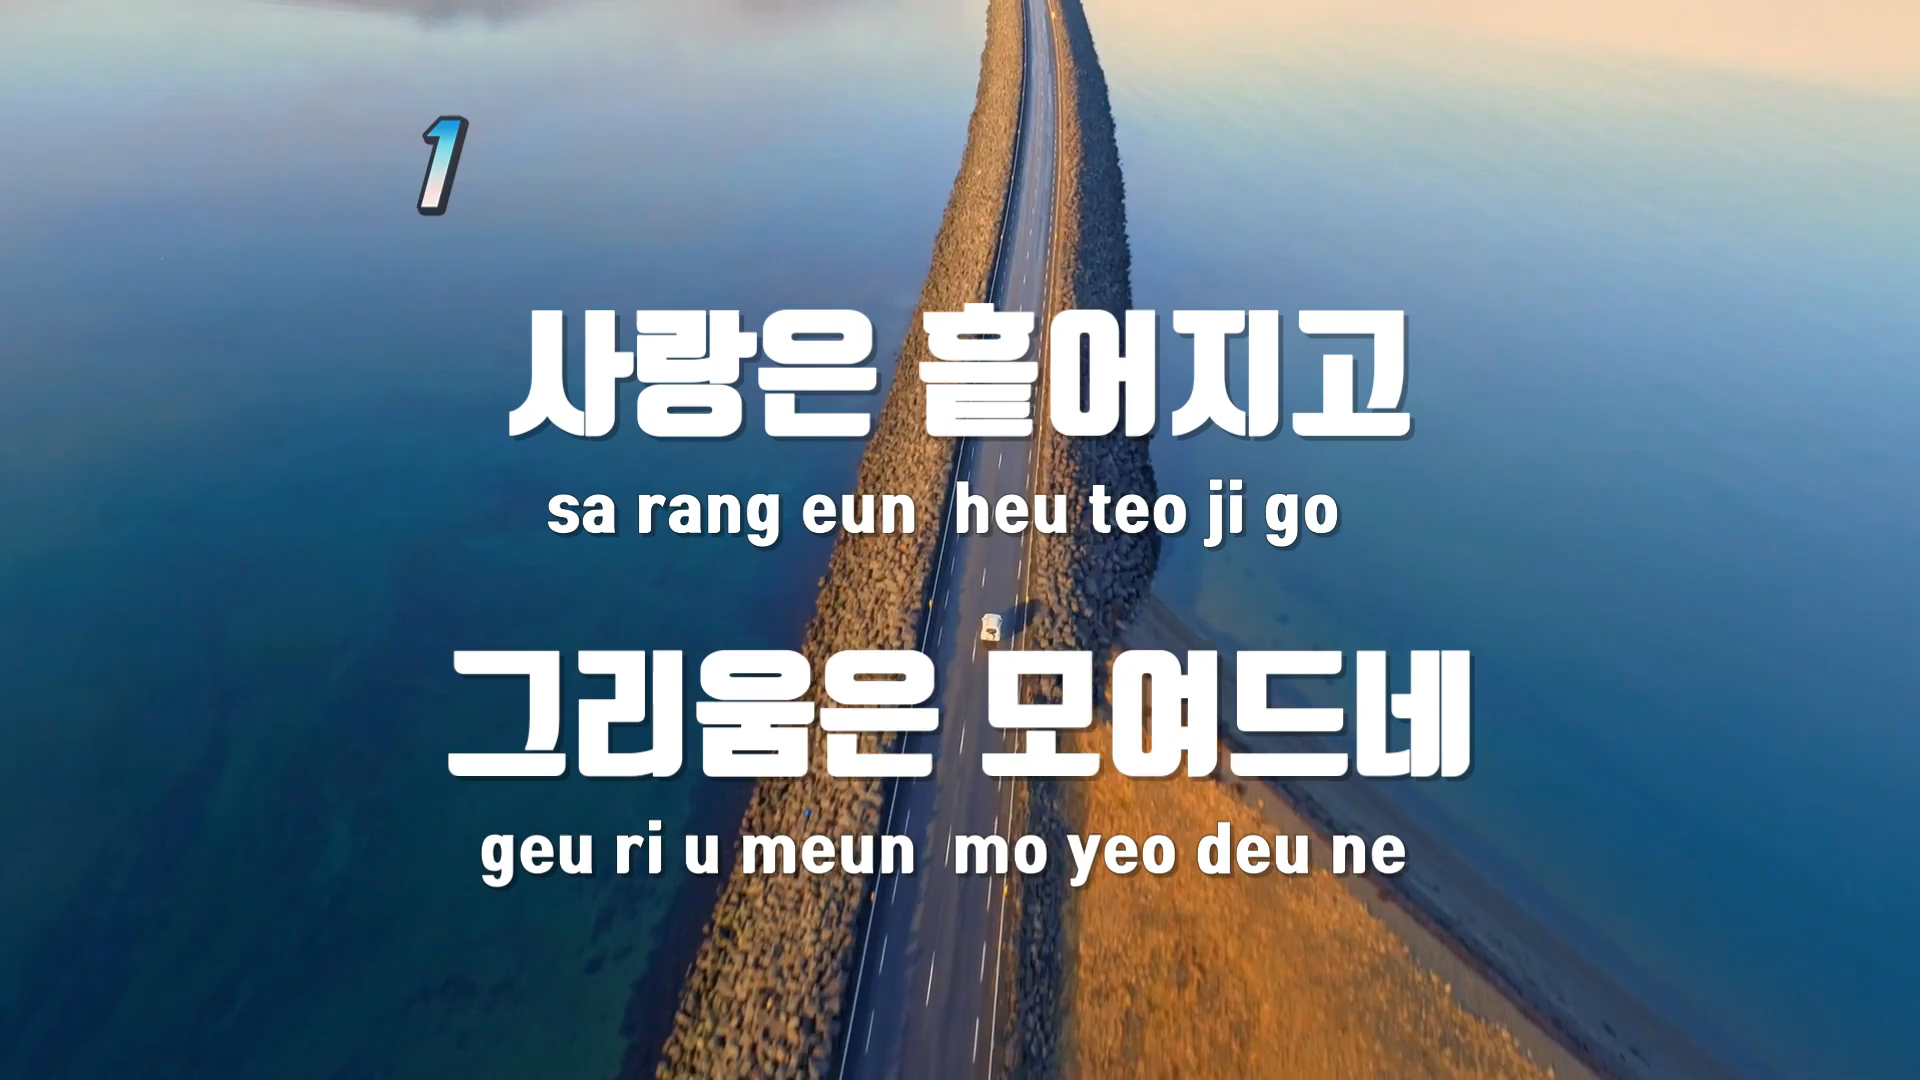 1
사랑은 흩어지고
sa rang eun heu teo ji go
그리움은 모여드네
geu ri u meun mo yeo deu ne